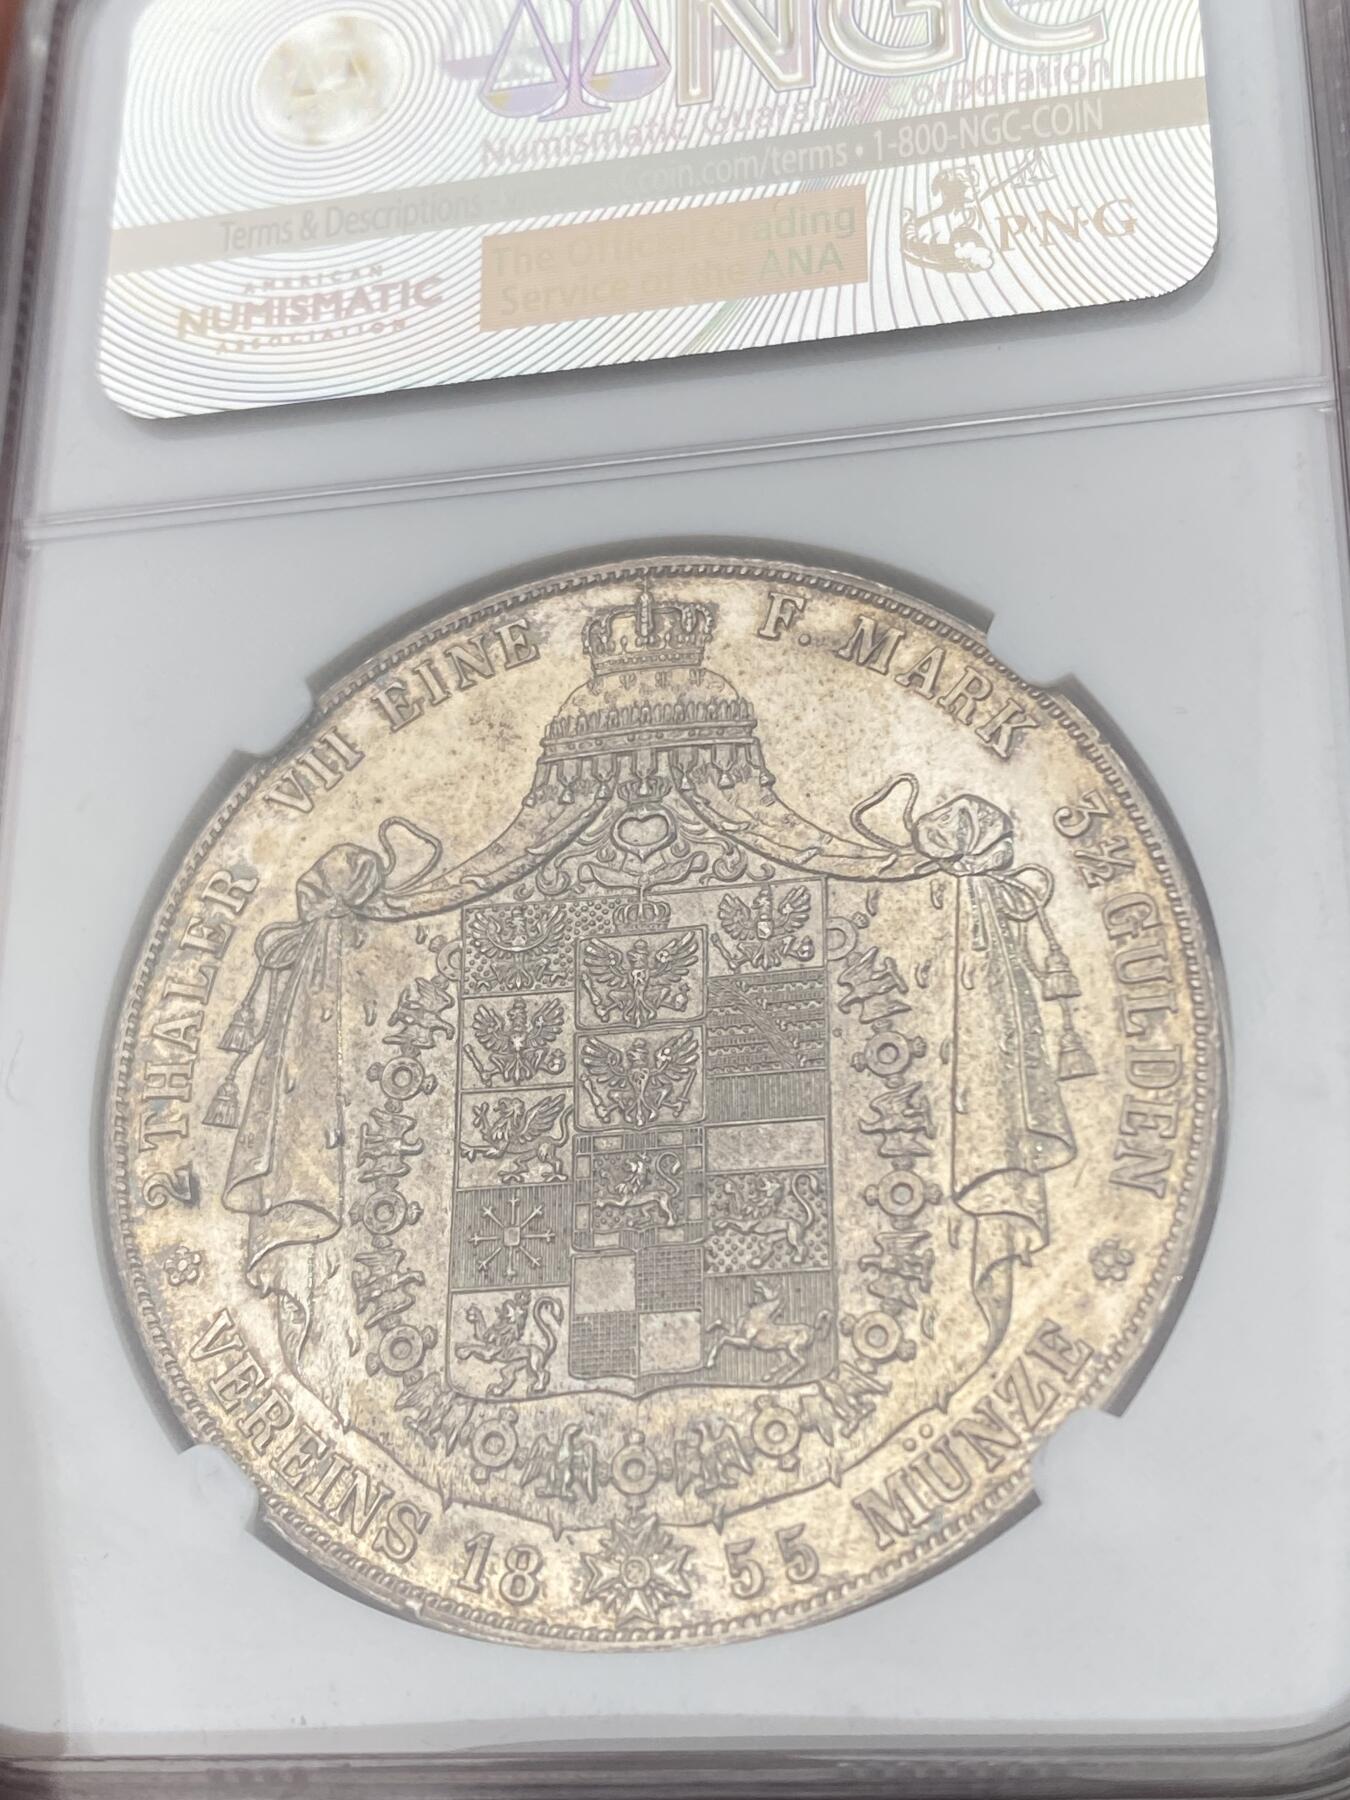 NGC
Numismatic Guaranty Corporation
Terms & Descriptions - coin.com/terms • 1-800-NGC-COIN
AMERICAN
NUMISMATIC
ASSOCIATION
The Official Grading
Service of the ANA
P·N·G
2 THALER VII EINE F. MARK 3½ GULDEN
VEREINS 18 55 MÜNZE